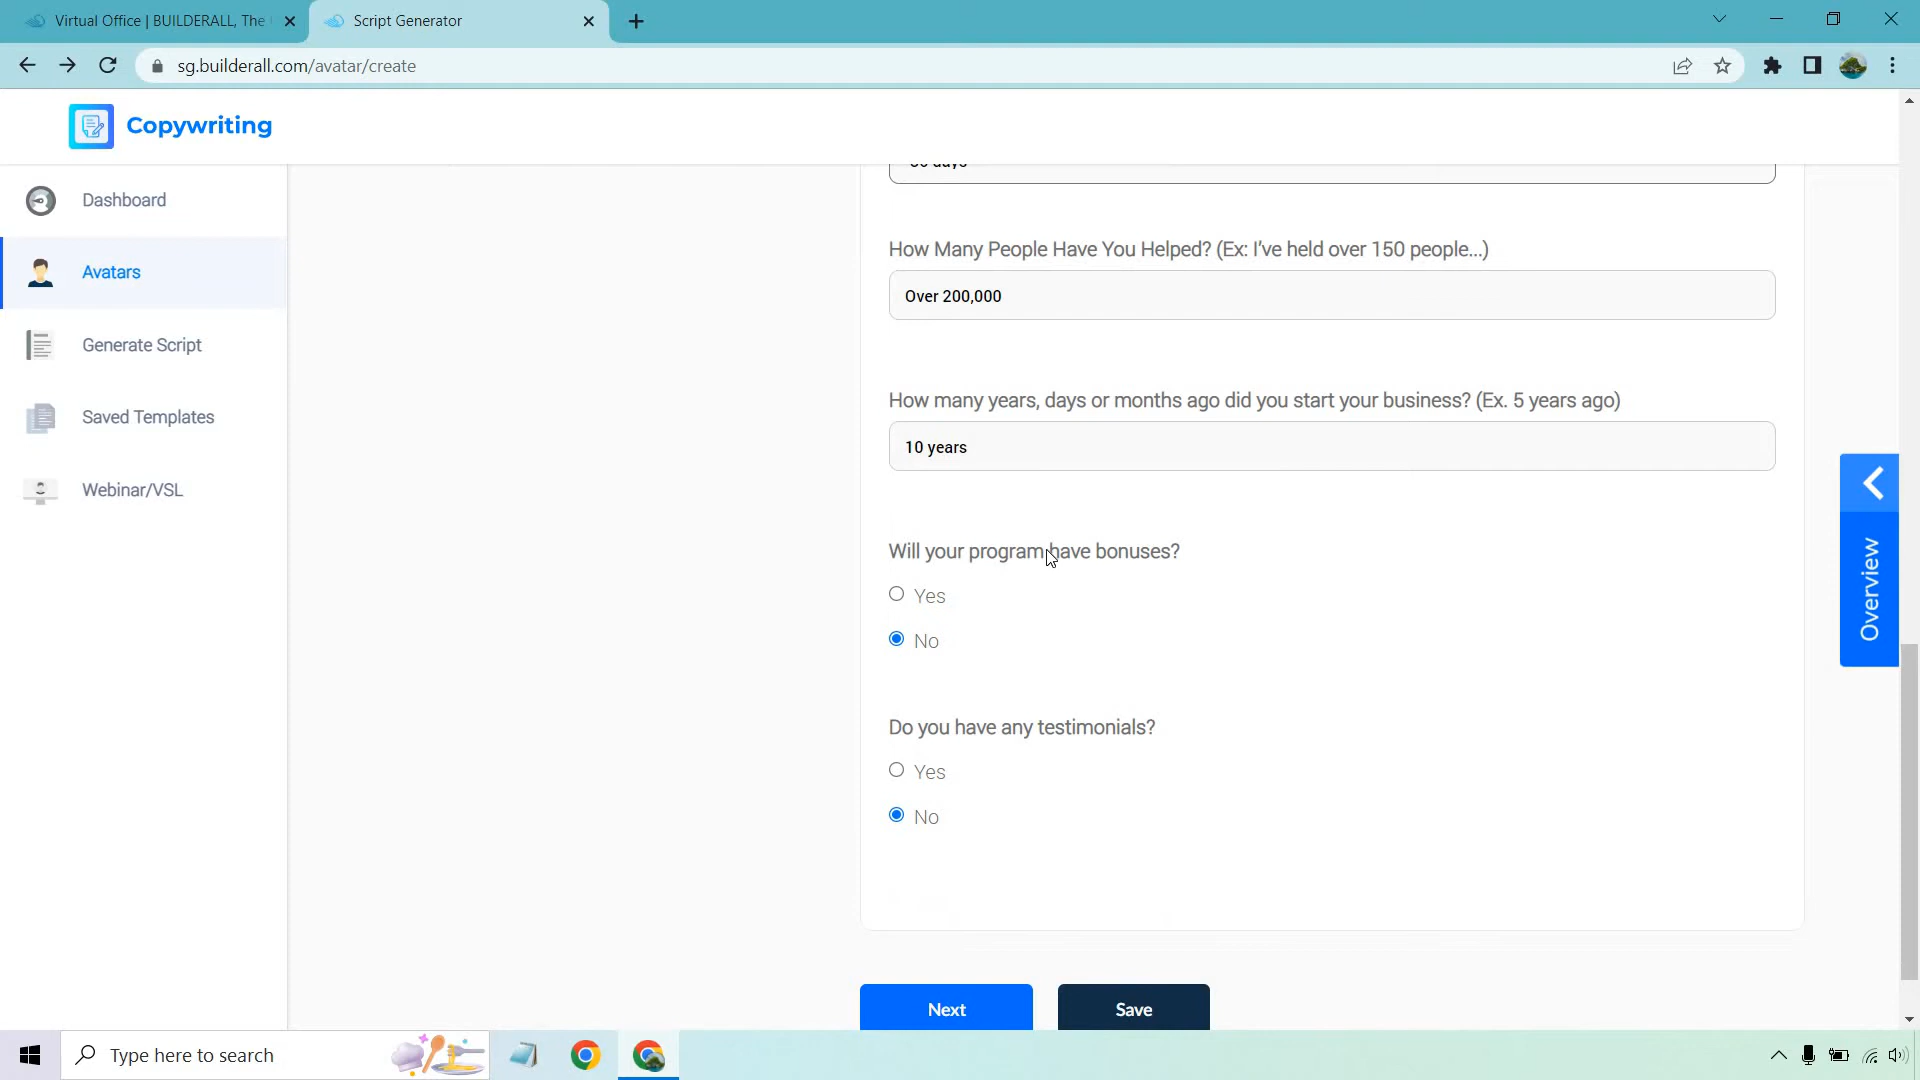 Virtual Office | BUILDERALL, The
Script Generator
sg.builderall.com/avatar/create
Copywriting
Dashboard
Avatars
Generate Script
Saved Templates
Webinar/VSL
How Many People Have You Helped? (Ex: I've held over 150 people...)
Over 200,000
How many years, days or months ago did you start your business? (Ex. 5 years ago)
10 years
Will your program have bonuses?
Yes
No
Do you have any testimonials?
Yes
No
Overview
Next
Save
Type here to search